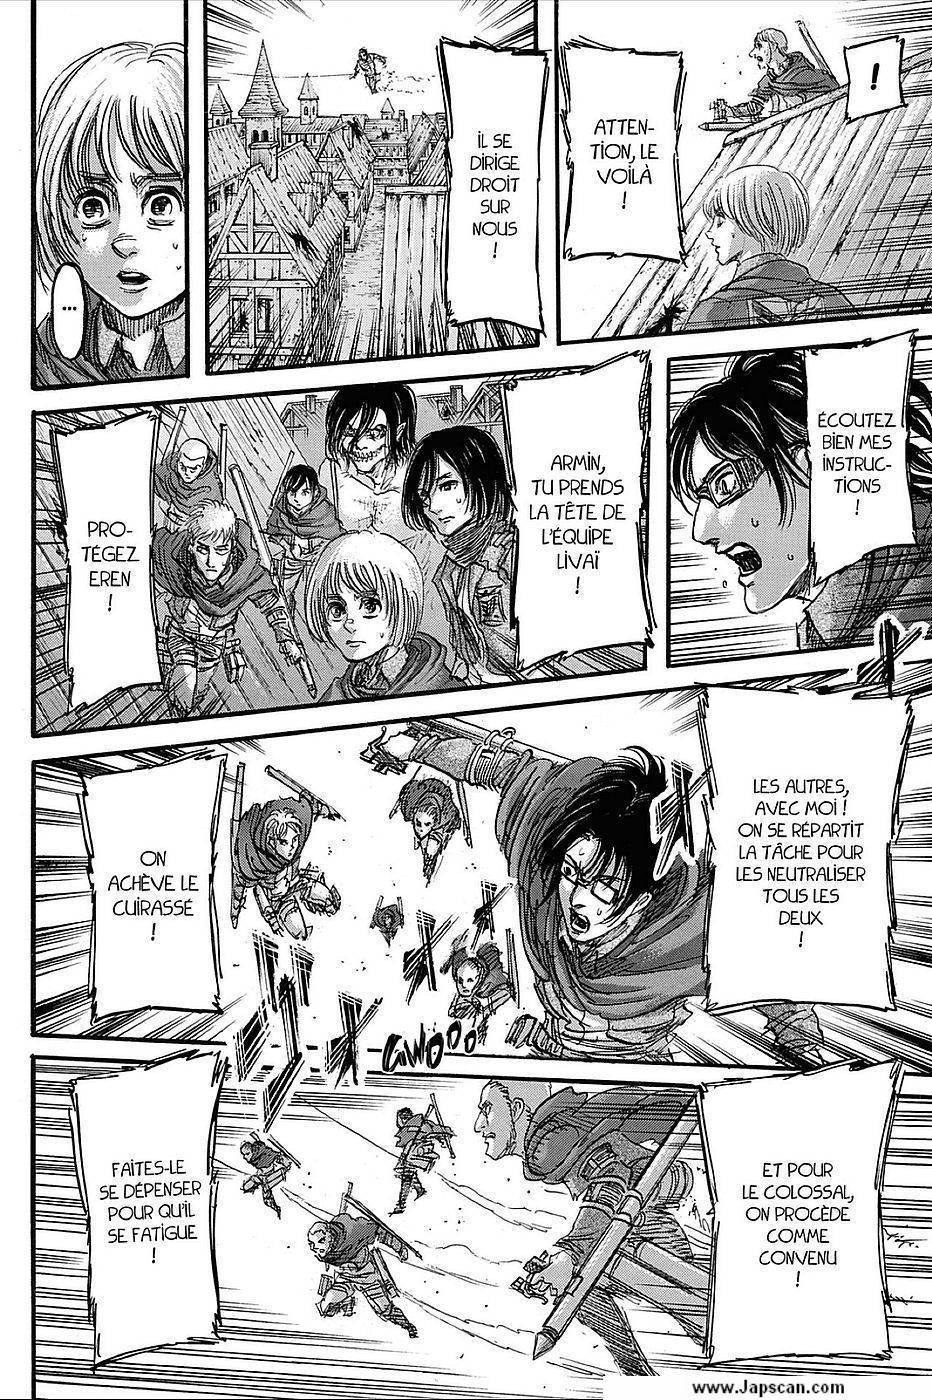 !
ATTEN-
TION, LE
VOILÀ
!
IL SE
DIRIGE
DROIT
SUR
NOUS
!
...
ÉCOUTEZ
BIEN MES
INSTRUC-
TIONS
!
ARMIN,
TU PRENDS
LA TÊTE DE
L'ÉQUIPE
LIVAÏ
!
PRO-
TÉGEZ
EREN
!
LES AUTRES,
AVEC MOI !
ON SE RÉPARTIT
LA TÂCHE POUR
LES NEUTRALISER
TOUS LES
DEUX
!
ON
ACHÈVE LE
CUIRASSÉ
!
GWOOO
ET POUR
LE COLOSSAL,
ON PROCÈDE
COMME
CONVENU
!
FAITES-LE
SE DÉPENSER
POUR QU'IL
SE FATIGUE
!
www.Japscan.com